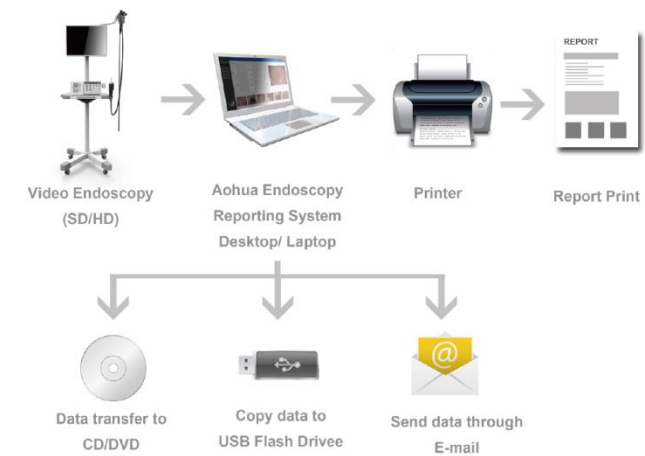 REPORT
Video Endoscopy
(SD/HD)
Aohua Endoscopy
Reporting System
Desktop/ Laptop
Printer
Report Print
@
Data transfer to
CD/DVD
Copy data to
USB Flash Drivee
Send data through
E-mail